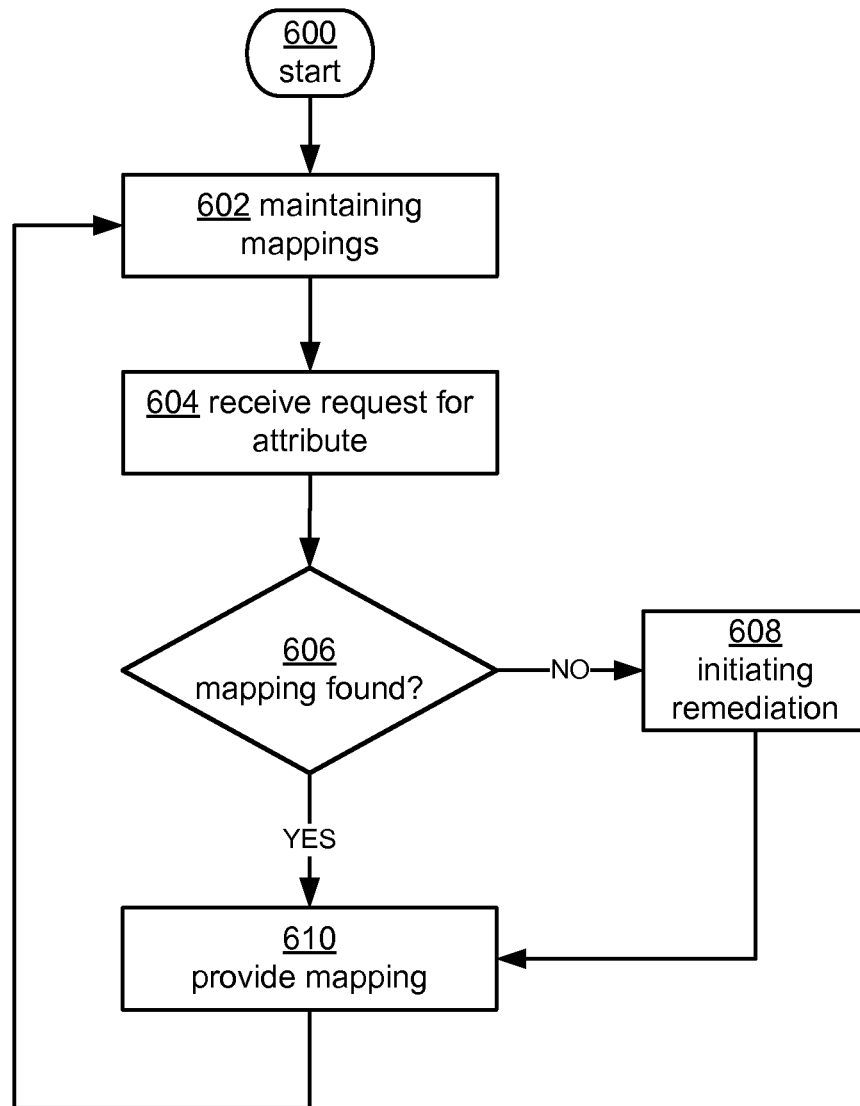 600
start
602 maintaining
mappings
604 receive request for
attribute
606
mapping found?
NO
608
initiating
remediation
YES
610
provide mapping